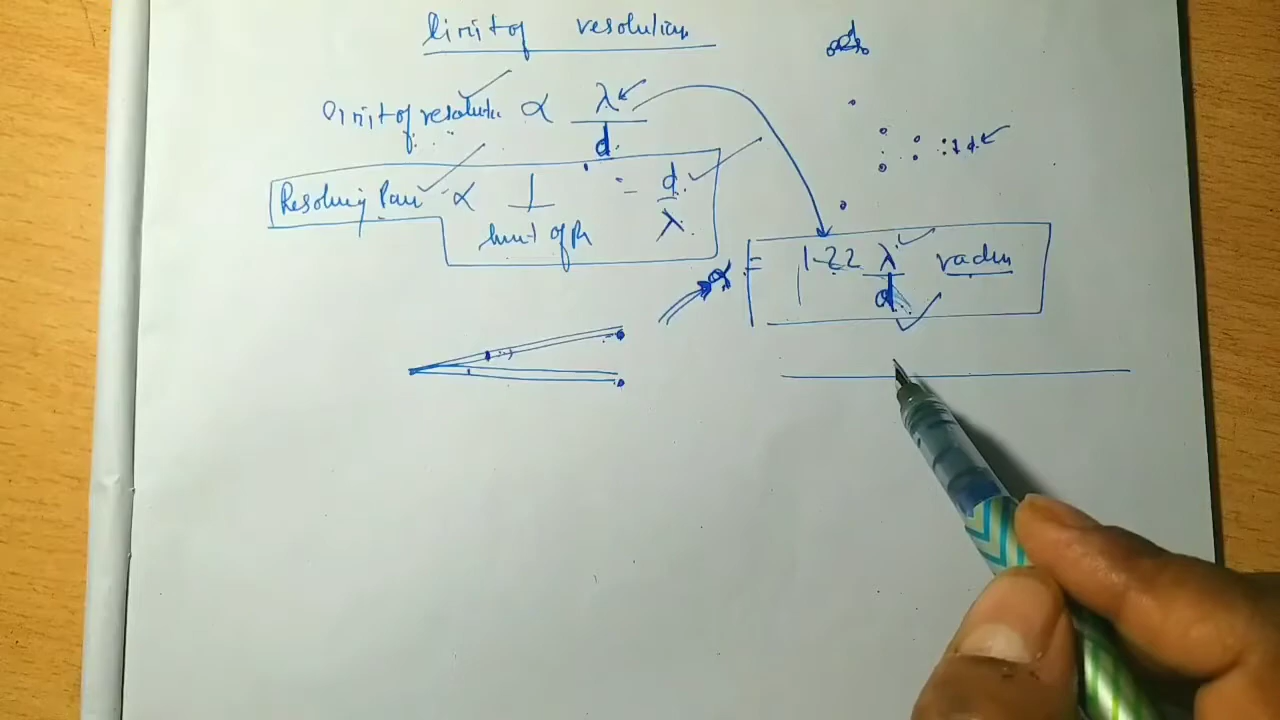 limit of resolution
d
limit of resolution ∝ λ/d
: d
Resolving Power ∝ 1/limit of R = d/λ
α = 1.22 λ/d radian